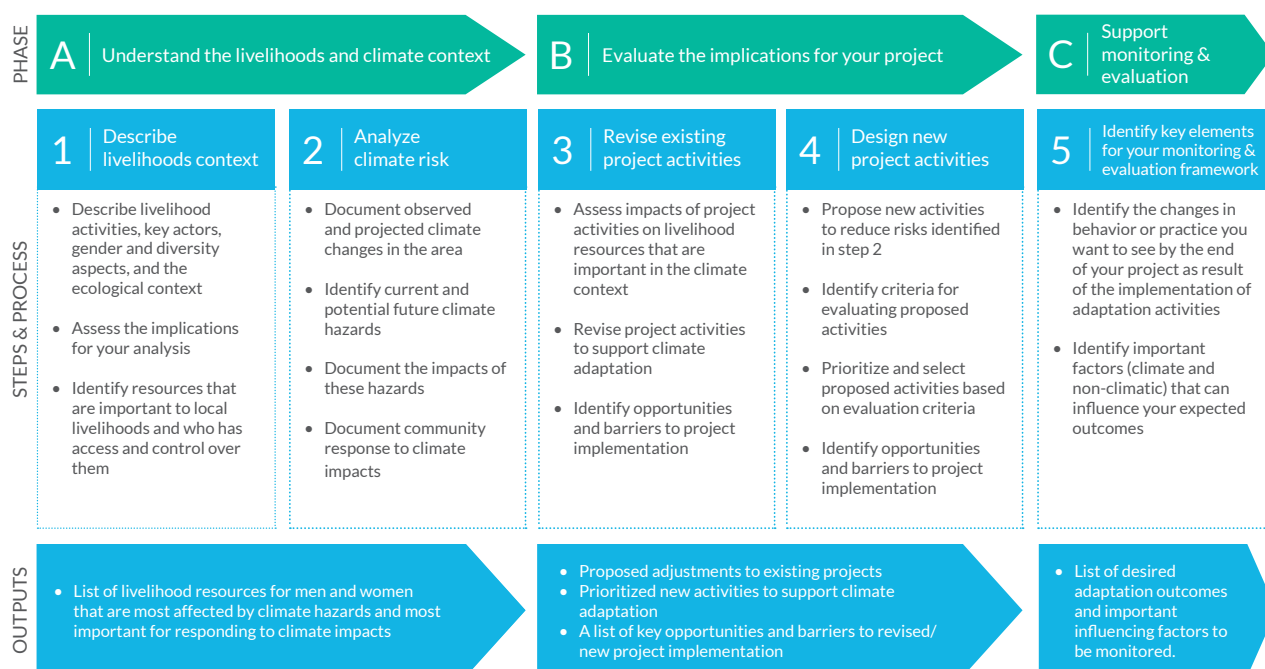 PHASE
A
Understand the livelihoods and climate context
B
Evaluate the implications for your project
C
Support
monitoring &
evaluation
STEPS & PROCESS
1
Describe
livelihoods context
• Describe livelihood
activities, key actors,
gender and diversity
aspects, and the
ecological context
• Assess the implications
for your analysis
• Identify resources that
are important to local
livelihoods and who has
access and control over
them
2
Analyze
climate risk
• Document observed
and projected climate
changes in the area
• Identify current and
potential future climate
hazards
• Document the impacts of
these hazards
• Document community
response to climate
impacts
3
Revise existing
project activities
• Assess impacts of project
activities on livelihood
resources that are
important in the climate
context
• Revise project activities
to support climate
adaptation
• Identify opportunities
and barriers to project
implementation
4
Design new
project activities
• Propose new activities
to reduce risks identified
in step 2
• Identify criteria for
evaluating proposed
activities
• Prioritize and select
proposed activities based
on evaluation criteria
• Identify opportunities
and barriers to project
implementation
5
Identify key elements
for your monitoring &
evaluation framework
• Identify the changes in
behavior or practice you
want to see by the end
of your project as result
of the implementation of
adaptation activities
• Identify important
factors (climate and
non-climatic) that can
influence your expected
outcomes
OUTPUTS
• List of livelihood resources for men and women
that are most affected by climate hazards and most
important for responding to climate impacts
• Proposed adjustments to existing projects
• Prioritized new activities to support climate
adaptation
• A list of key opportunities and barriers to revised/
new project implementation
• List of desired
adaptation outcomes
and important
influencing factors to
be monitored.